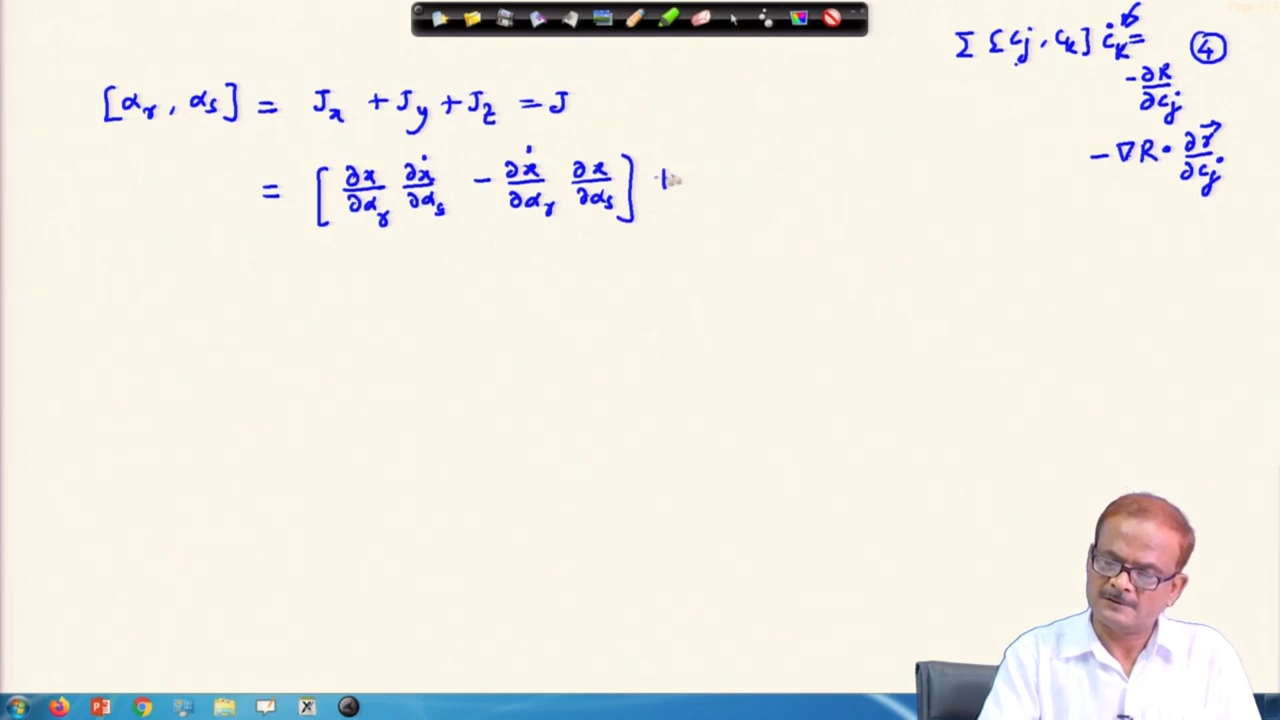 [α_r , α_s] = J_x + J_y + J_z = J
= [ ∂x/∂α_r ∂ẋ/∂α_s − ∂ẋ/∂α_r ∂x/∂α_s ] +
Σ [c_j , c_k] ċ_k =
④
−∂R/∂c_j
−∇R · ∂r⃗/∂c_j